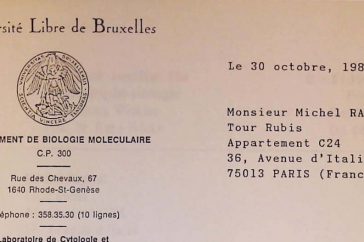 sité Libre de Bruxelles
MENT DE BIOLOGIE MOLECULAIRE
C.P. 300
Rue des Chevaux, 67
1640 Rhode-St-Genèse
éphone : 358.35.30 (10 lignes)
Laboratoire de Cytologie et
Le 30 octobre, 198
Monsieur Michel RA
Tour Rubis
Appartement C24
36, Avenue d'Itali
75013 PARIS (Franc